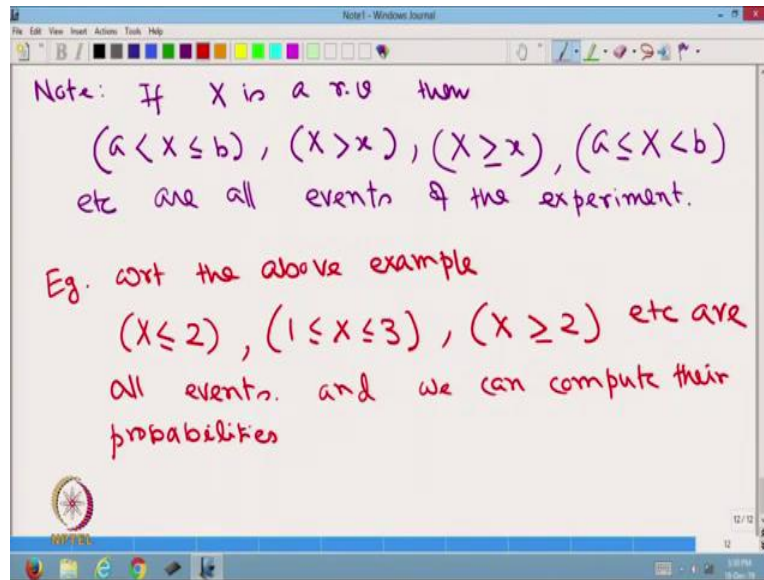 Note1 - Windows Journal
File Edit View Insert Actions Tools Help
Note: If X is a r.v then
(a < X ≤ b), (X > x), (X ≥ x), (a ≤ X < b)
etc are all events of the experiment.
Eg. wrt the above example
(X ≤ 2), (1 ≤ X ≤ 3), (X ≥ 2) etc are
all events. and we can compute their
probabilities
NPTEL
12/12
12